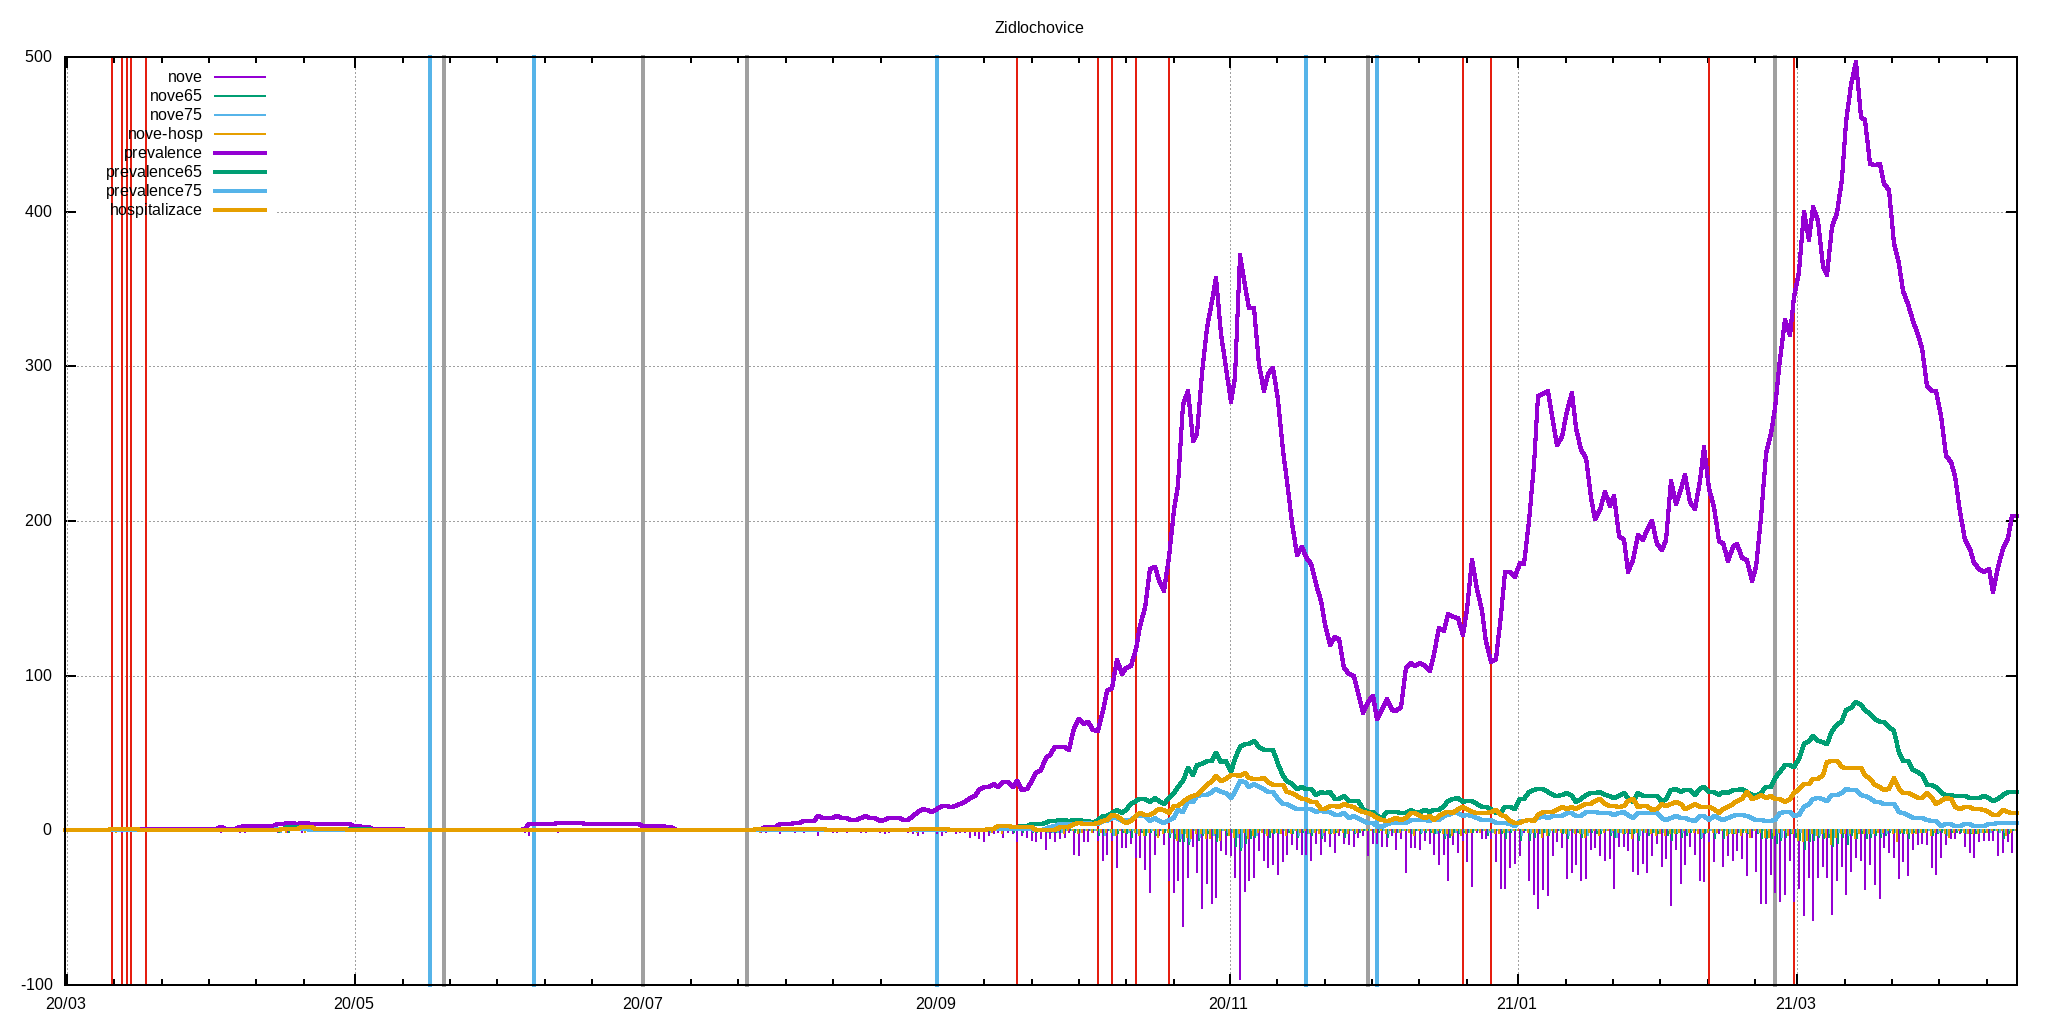 Zidlochovice
500
400
300
200
100
0
-100
nove
nove65
nove75
nove-hosp
prevalence
prevalence65
prevalence75
hospitalizace
20/03 20/05 20/07 20/09 20/11 21/01 21/03